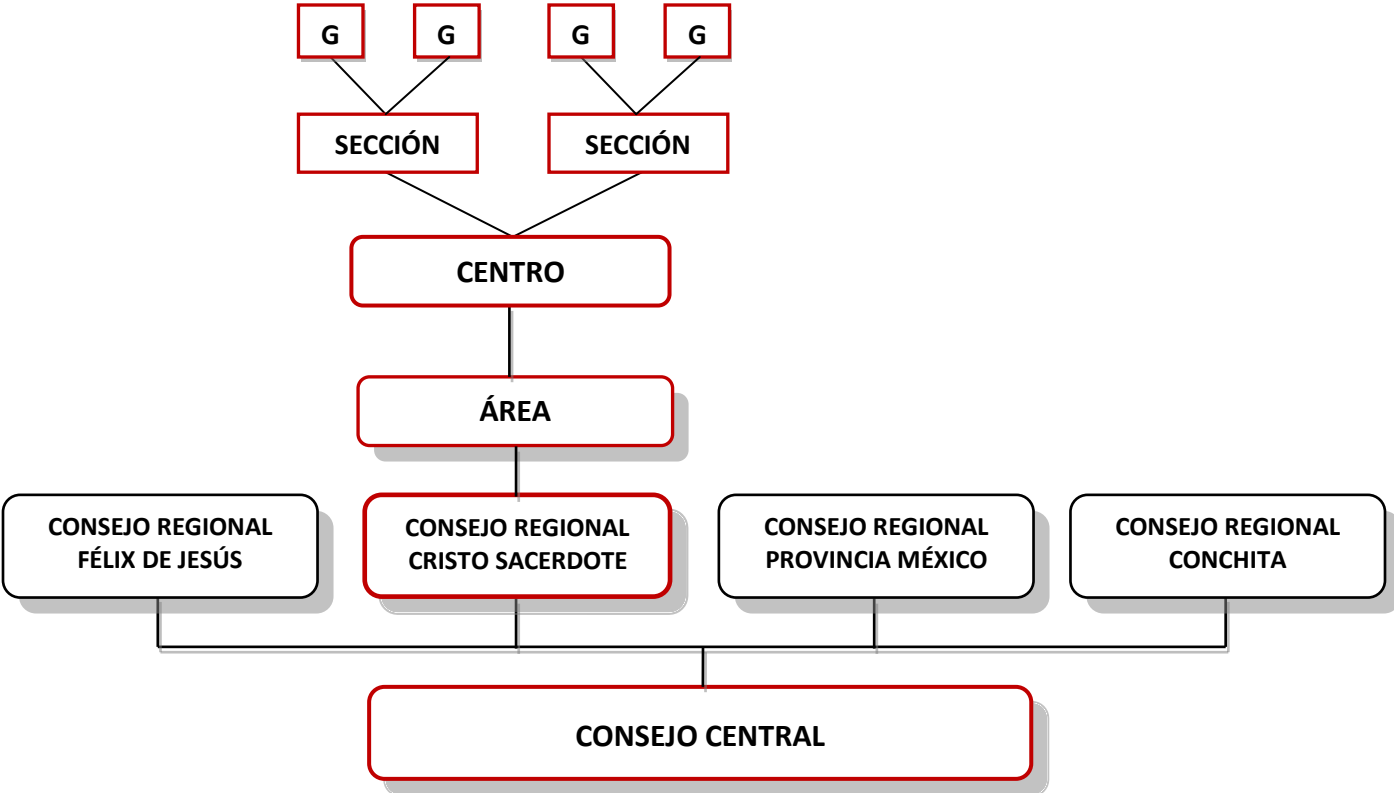 G
G
G
G
SECCIÓN
SECCIÓN
CENTRO
ÁREA
CONSEJO REGIONAL
FÉLIX DE JESÚS
CONSEJO REGIONAL
CRISTO SACERDOTE
CONSEJO REGIONAL
PROVINCIA MÉXICO
CONSEJO REGIONAL
CONCHITA
CONSEJO CENTRAL